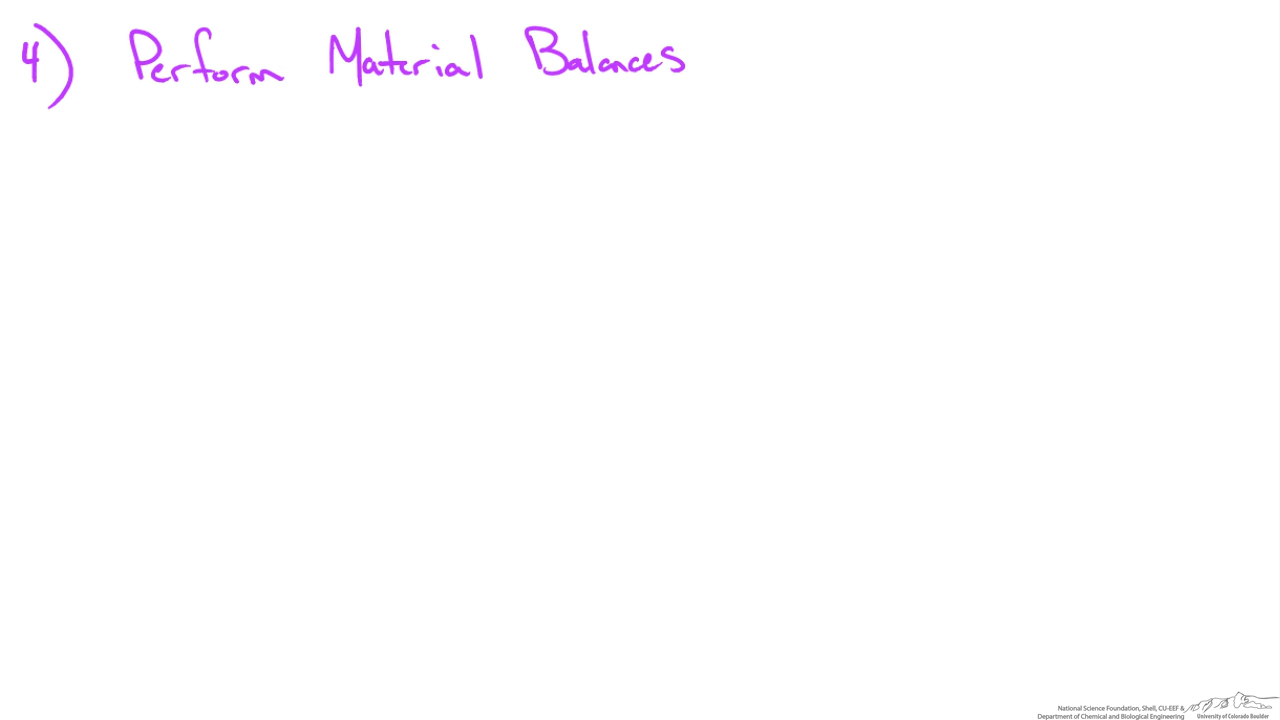 4) Perform Material Balances
National Science Foundation, Shell, CU-EEF &
Department of Chemical and Biological Engineering
University of Colorado Boulder